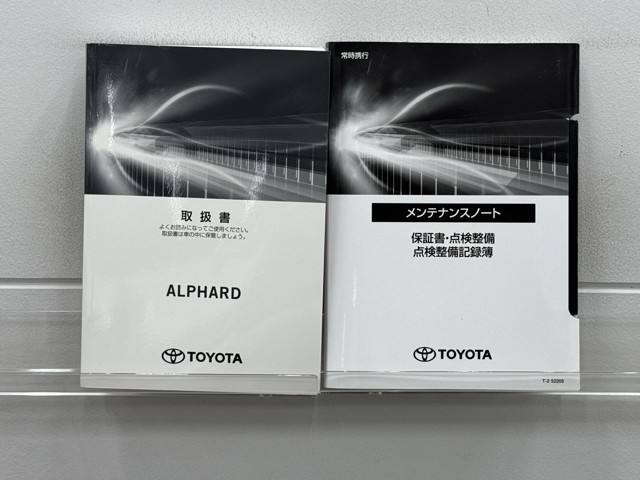 取扱書
よくお読みになってご使用ください。
取扱書は車の中に保管しましょう。
ALPHARD
TOYOTA
常時携行
メンテナンスノート
保証書・点検整備
点検整備記録簿
TOYOTA
T-2 52205